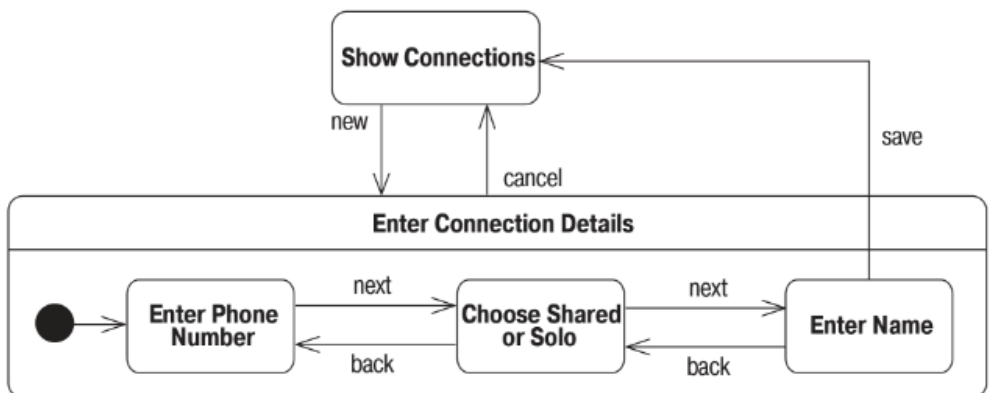 Show Connections
new
cancel
save
Enter Connection Details
Enter Phone
Number
next
back
Choose Shared
or Solo
next
back
Enter Name